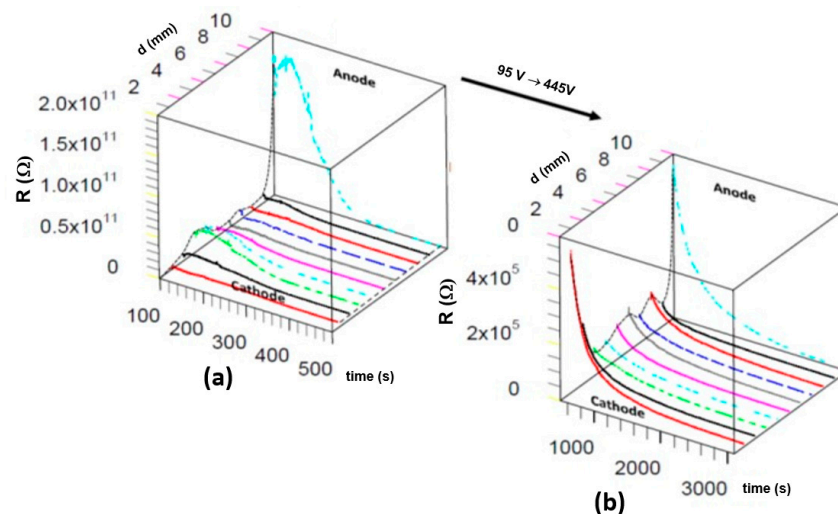 10
8
6
4
2
d (mm)
Anode
2.0x10¹¹
1.5x10¹¹
1.0x10¹¹
0.5x10¹¹
0
R (Ω)
Cathode
100
200
300
400
500
time (s)
(a)
95 V → 445V
10
8
6
4
2
0
d (mm)
Anode
4x10⁵
2x10⁵
0
R (Ω)
Cathode
1000
2000
3000
time (s)
(b)